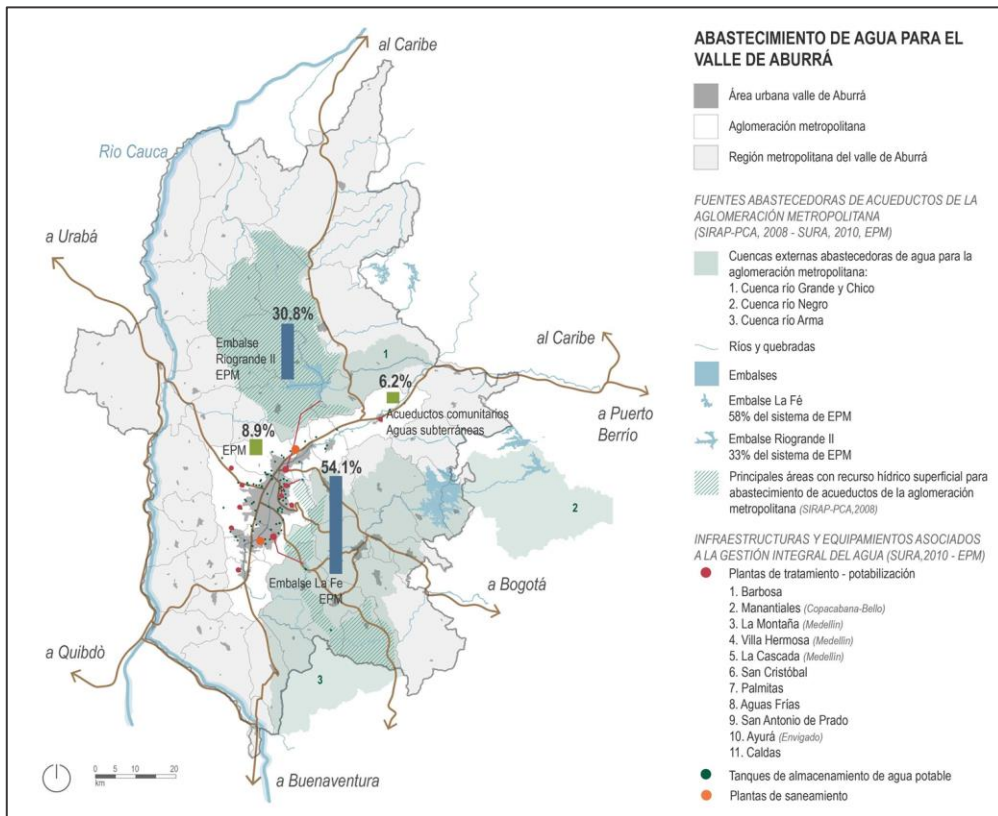 al Caribe
Rio Cauca
a Urabá
30.8%
Embalse
Riogrande II
EPM
1
al Caribe
6.2%
Acueductos comunitarios
Aguas subterráneas
a Puerto
Berrío
8.9%
EPM
54.1%
2
Embalse La Fe
EPM
a Bogotá
a Quibdò
3
0 5 10 20
km
a Buenaventura
ABASTECIMIENTO DE AGUA PARA EL
VALLE DE ABURRÁ
Área urbana valle de Aburrá
Aglomeración metropolitana
Región metropolitana del valle de Aburrá
FUENTES ABASTECEDORAS DE ACUEDUCTOS DE LA
AGLOMERACIÓN METROPOLITANA
(SIRAP-PCA, 2008 - SURA, 2010, EPM)
Cuencas externas abastecedoras de agua para la
aglomeración metropolitana:
1. Cuenca río Grande y Chico
2. Cuenca río Negro
3. Cuenca río Arma
Ríos y quebradas
Embalses
Embalse La Fé
58% del sistema de EPM
Embalse Riogrande II
33% del sistema de EPM
Principales áreas con recurso hídrico superficial para
abastecimiento de acueductos de la aglomeración
metropolitana (SIRAP-PCA,2008)
INFRAESTRUCTURAS Y EQUIPAMIENTOS ASOCIADOS
A LA GESTIÓN INTEGRAL DEL AGUA (SURA,2010 - EPM)
Plantas de tratamiento - potabilización
1. Barbosa
2. Manantiales (Copacabana-Bello)
3. La Montaña (Medellín)
4. Villa Hermosa (Medellín)
5. La Cascada (Medellín)
6. San Cristóbal
7. Palmitas
8. Aguas Frías
9. San Antonio de Prado
10. Ayurá (Envigado)
11. Caldas
Tanques de almacenamiento de agua potable
Plantas de saneamiento